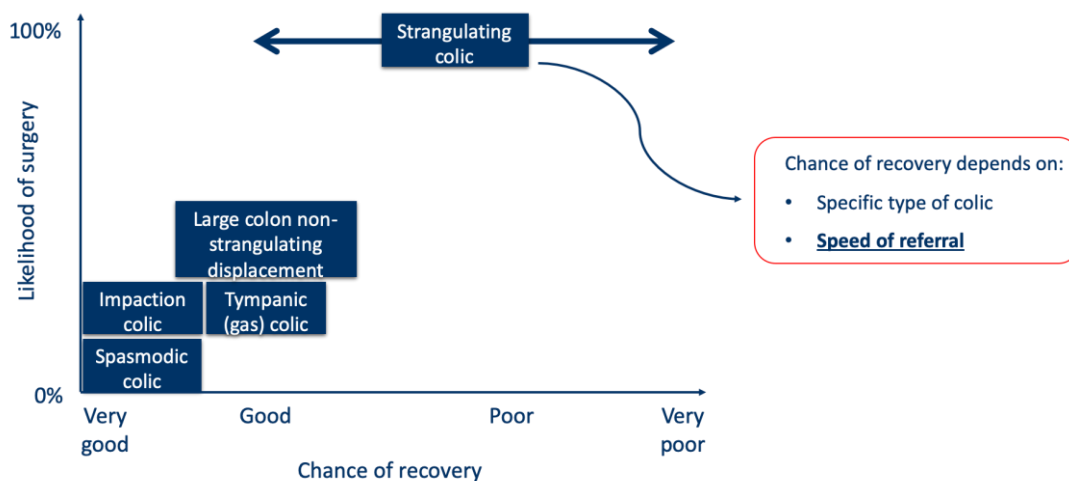 100%
Likelihood of surgery
0%
Strangulating
colic
Large colon non-
strangulating
displacement
Impaction
colic
Tympanic
(gas) colic
Spasmodic
colic
Very
good
Good
Poor
Very
poor
Chance of recovery
Chance of recovery depends on:
• Specific type of colic
• Speed of referral